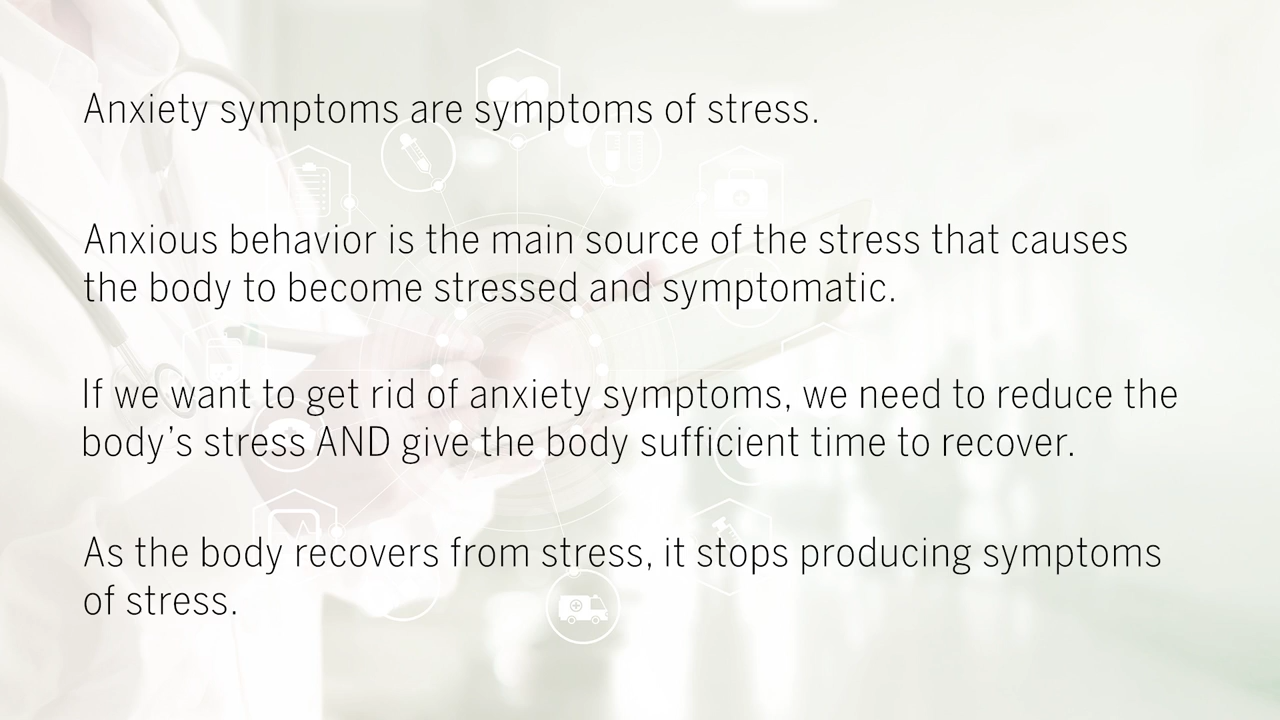 Anxiety symptoms are symptoms of stress.
Anxious behavior is the main source of the stress that causes
the body to become stressed and symptomatic.
If we want to get rid of anxiety symptoms, we need to reduce the
body’s stress AND give the body sufficient time to recover.
As the body recovers from stress, it stops producing symptoms
of stress.